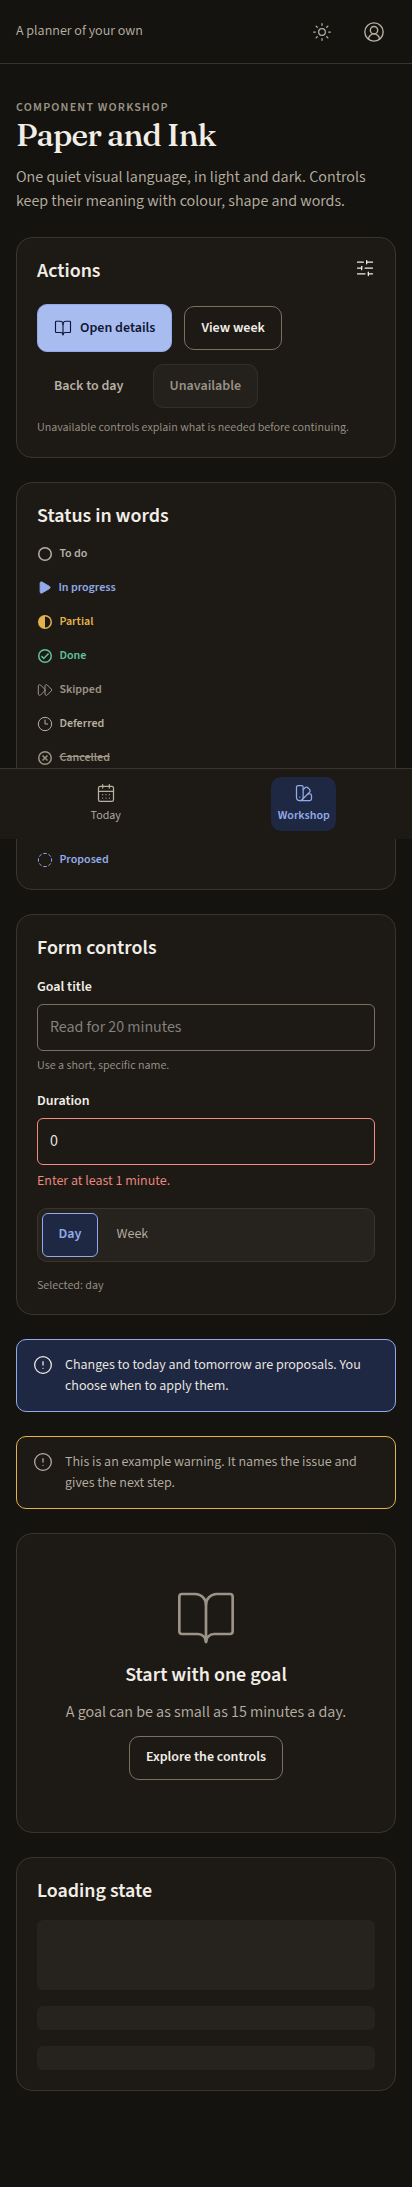 A planner of your own
COMPONENT WORKSHOP
Paper and Ink
One quiet visual language, in light and dark. Controls
keep their meaning with colour, shape and words.
Actions
Open details
View week
Back to day
Unavailable
Unavailable controls explain what is needed before continuing.
Status in words
To do
In progress
Partial
Done
Skipped
Deferred
Cancelled
Today
Workshop
Proposed
Form controls
Goal title
Read for 20 minutes
Use a short, specific name.
Duration
0
Enter at least 1 minute.
Day
Week
Selected: day
Changes to today and tomorrow are proposals. You
choose when to apply them.
This is an example warning. It names the issue and
gives the next step.
Start with one goal
A goal can be as small as 15 minutes a day.
Explore the controls
Loading state